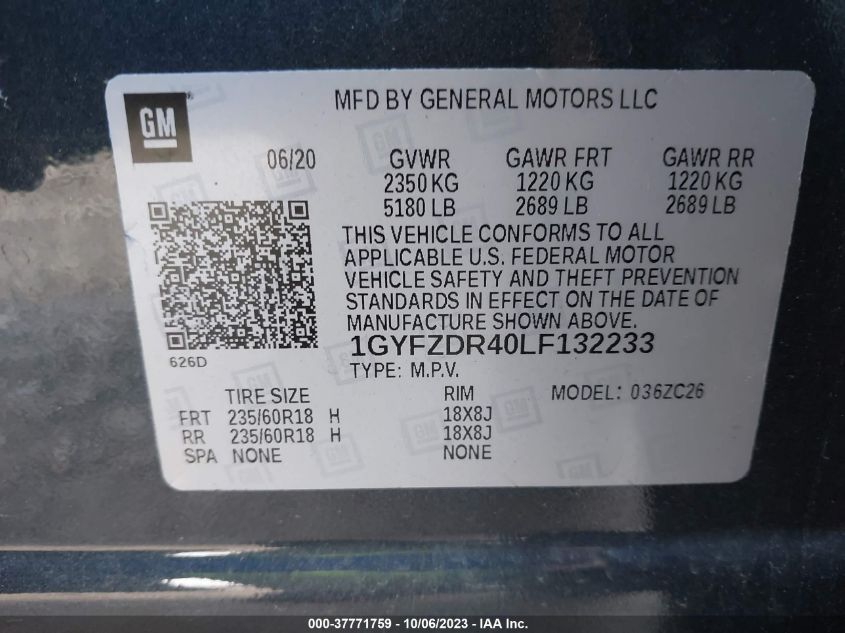 GM
MFD BY GENERAL MOTORS LLC
06/20 GVWR GAWR FRT GAWR RR
2350 KG 1220 KG 1220 KG
5180 LB 2689 LB 2689 LB
THIS VEHICLE CONFORMS TO ALL
APPLICABLE U.S. FEDERAL MOTOR
VEHICLE SAFETY AND THEFT PREVENTION
STANDARDS IN EFFECT ON THE DATE OF
MANUFACTURE SHOWN ABOVE.
626D
1GYFZDR40LF132233
TYPE: M.P.V.
TIRE SIZE RIM MODEL: 036ZC26
FRT 235/60R18 H 18X8J
RR 235/60R18 H 18X8J
SPA NONE NONE
000-37771759 - 10/06/2023 - IAA Inc.